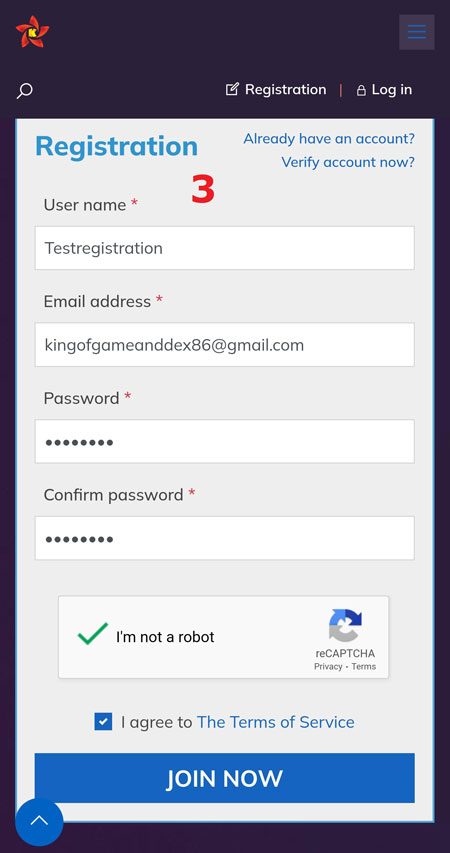 K
Registration | Log in
Registration
Already have an account?
Verify account now?
3
User name *
Testregistration
Email address *
kingofgameanddex86@gmail.com
Password *
••••••••
Confirm password *
••••••••
I'm not a robot
reCAPTCHA
Privacy - Terms
I agree to The Terms of Service
JOIN NOW